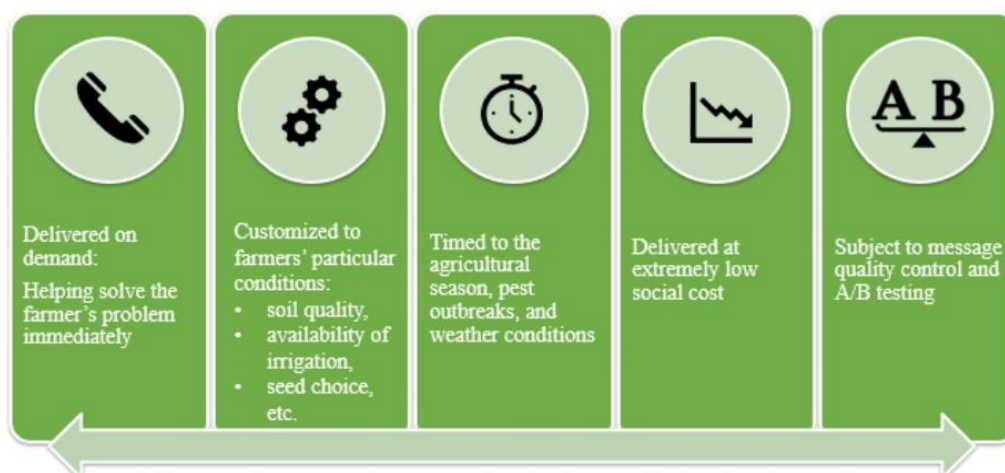 Delivered on
demand:
Helping solve the
farmer's problem
immediately
Customized to
farmers' particular
conditions:
• soil quality,
• availability of
irrigation,
• seed choice,
etc.
Timed to the
agricultural
season, pest
outbreaks, and
weather conditions
Delivered at
extremely low
social cost
A B
Subject to message
quality control and
A/B testing